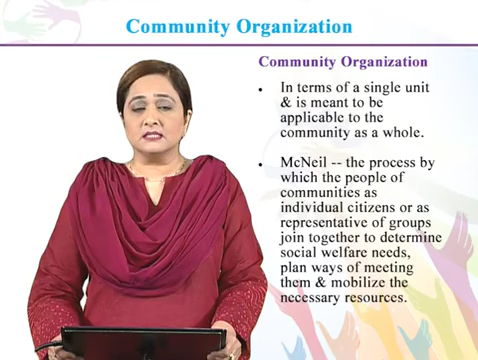 Community Organization
Community Organization
• In terms of a single unit
& is meant to be
applicable to the
community as a whole.
• McNeil -- the process by
which the people of
communities as
individual citizens or as
representative of groups
join together to determine
social welfare needs,
plan ways of meeting
them & mobilize the
necessary resources.